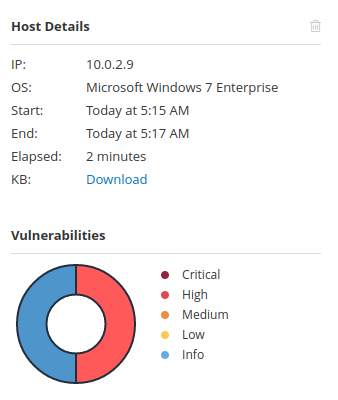 Host Details
IP: 10.0.2.9
OS: Microsoft Windows 7 Enterprise
Start: Today at 5:15 AM
End: Today at 5:17 AM
Elapsed: 2 minutes
KB: Download
Vulnerabilities
Critical
High
Medium
Low
Info